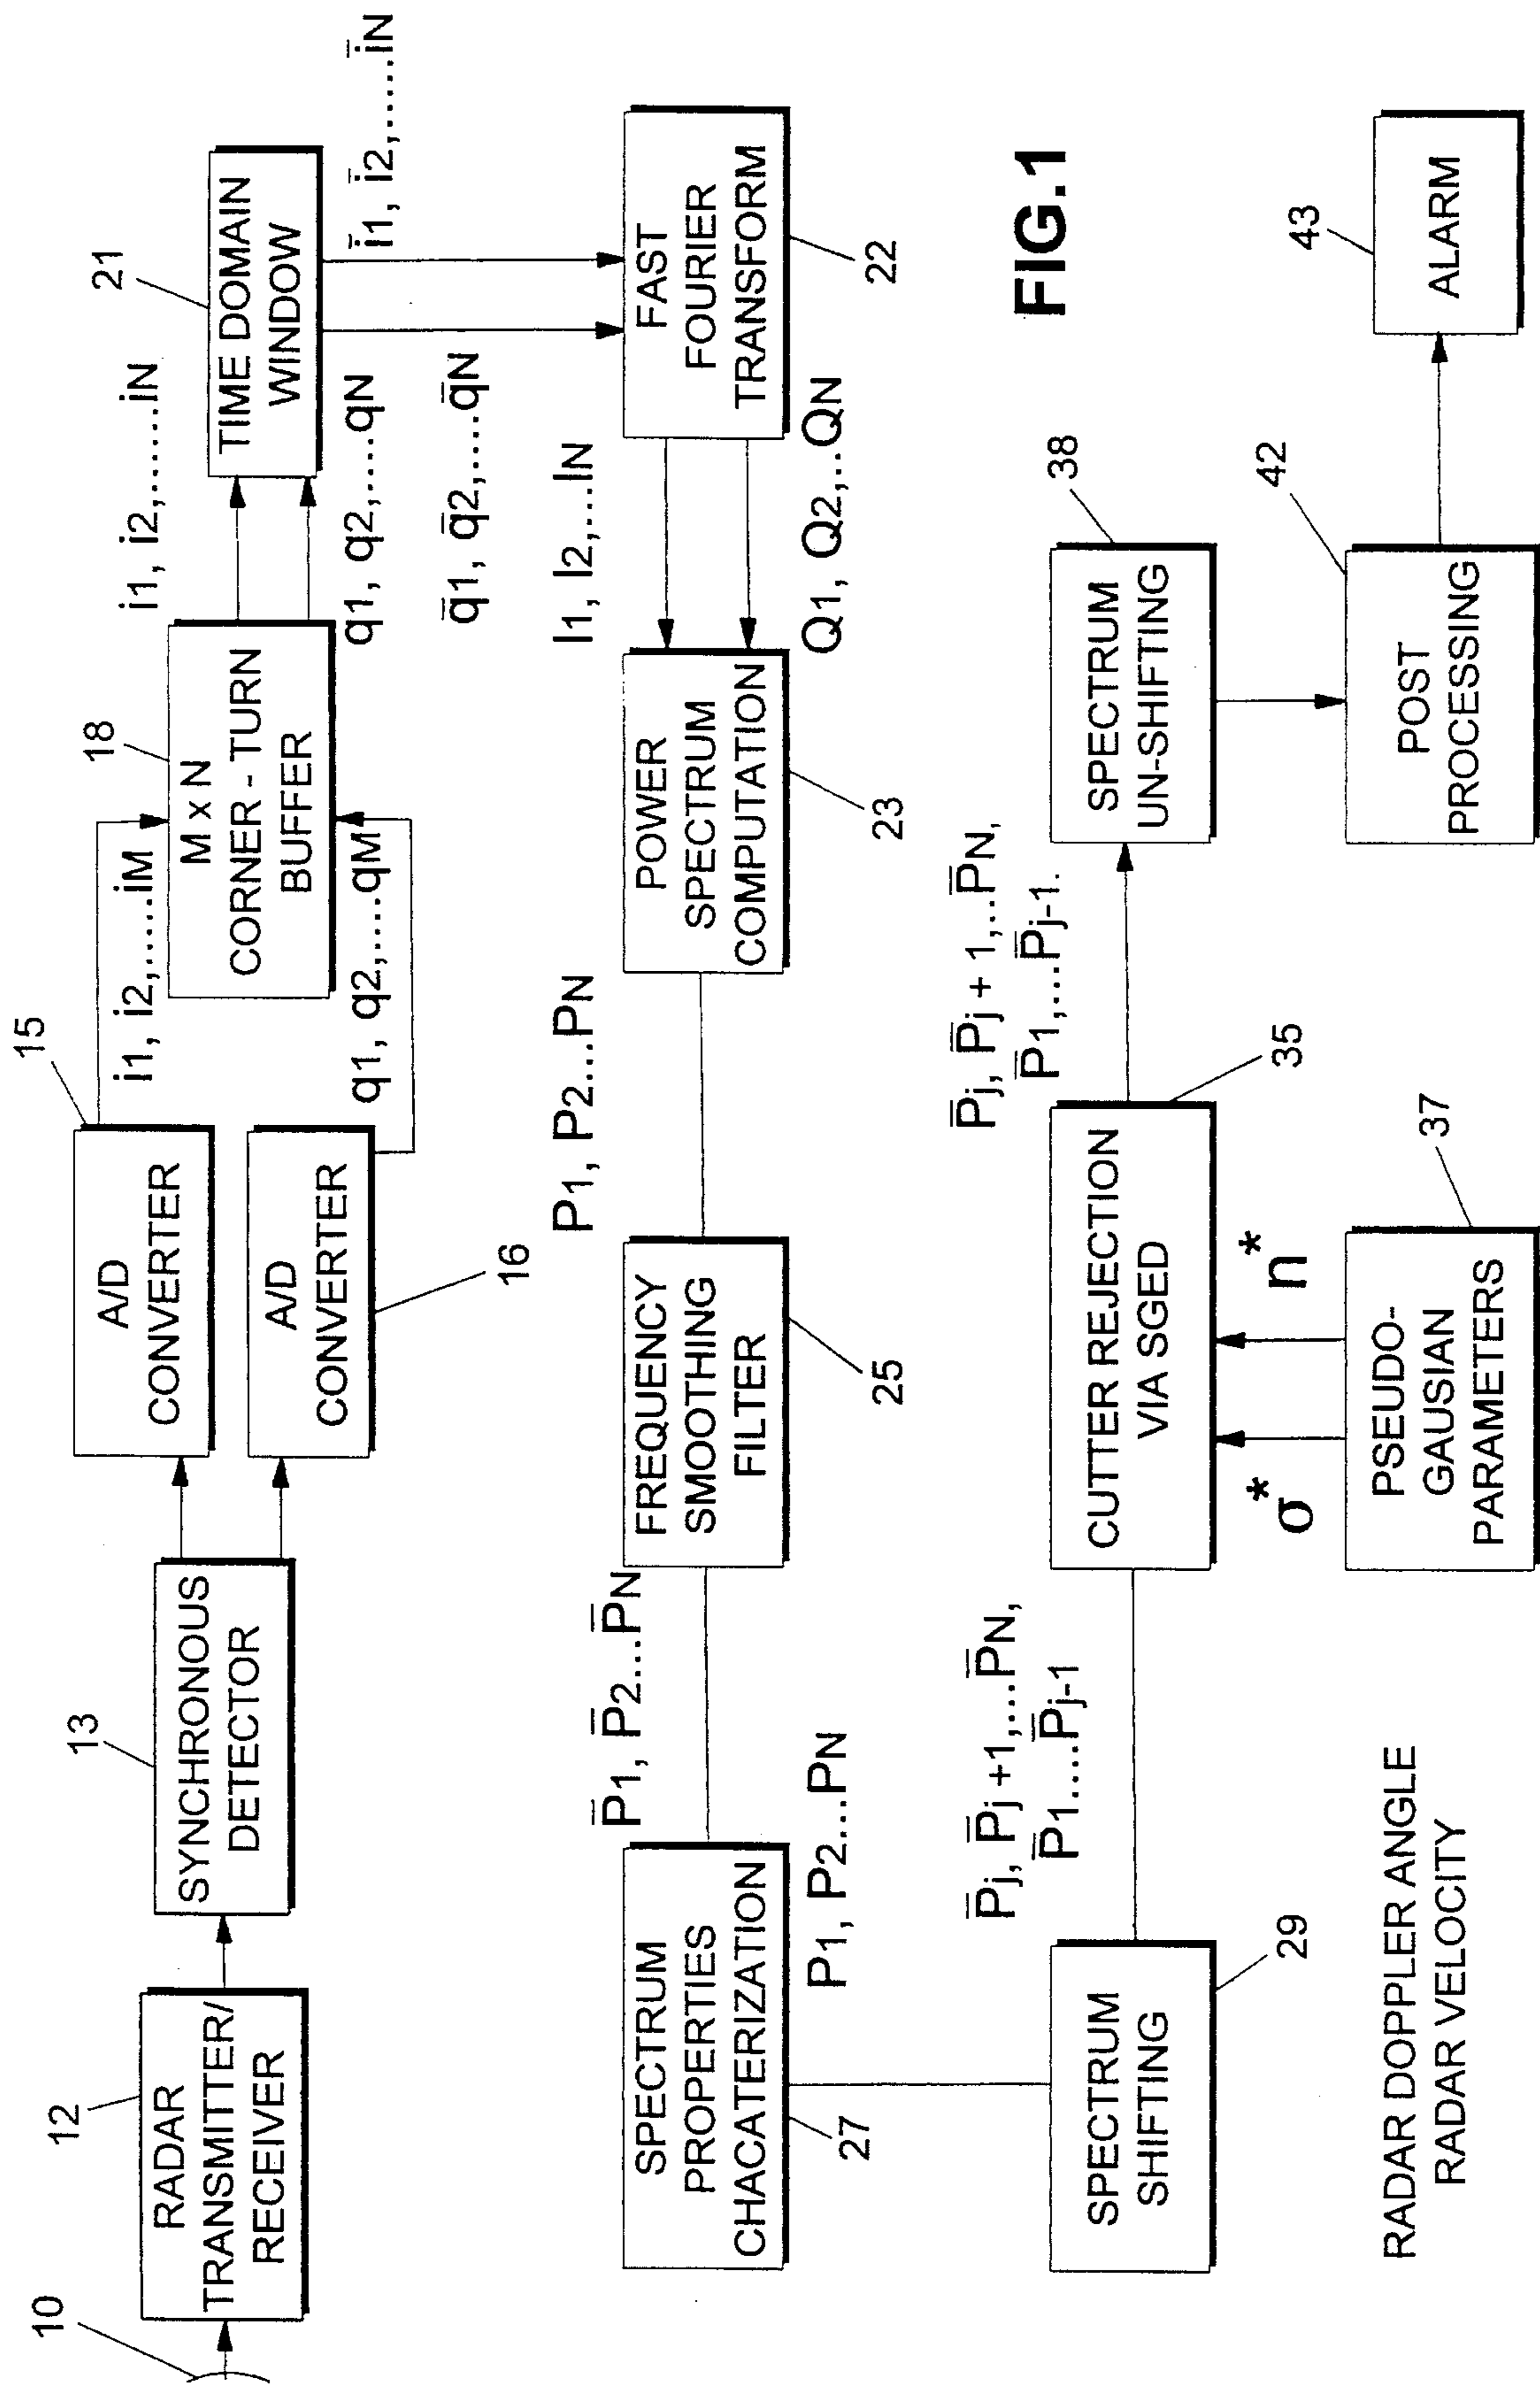 10
12
RADAR
TRANSMITTER/
RECEIVER
13
SYNCHRONOUS
DETECTOR
15
A/D
CONVERTER
A/D
CONVERTER
16
i1, i2,.....iM
q1, q2,....qM
18
M x N
CORNER - TURN
BUFFER
i1, i2,......iN
q1, q2,....qN
21
TIME DOMAIN
WINDOW
i̅1, i̅2,.....i̅N
q̅1, q̅2,....q̅N
FAST
FOURIER
TRANSFORM
22
I1, I2,...IN
Q1, Q2,..QN
POWER
SPECTRUM
COMPUTATION
23
P1, P2...PN
FREQUENCY
SMOOTHING
FILTER
25
P̅1, P̅2...P̅N
SPECTRUM
PROPERTIES
CHACATERIZATION
27
P1, P2...PN
SPECTRUM
SHIFTING
29
P̅j, P̅j +1,...P̅N,
P̅1....P̅j-1
CUTTER REJECTION
VIA SGED
35
σ*
n*
PSEUDO-
GAUSIAN
PARAMETERS
37
P̅j, P̅j + 1,..P̅N,
P̅1,...P̅j-1.
SPECTRUM
UN-SHIFTING
38
42
POST
PROCESSING
43
ALARM
FIG.1
RADAR DOPPLER ANGLE
RADAR VELOCITY